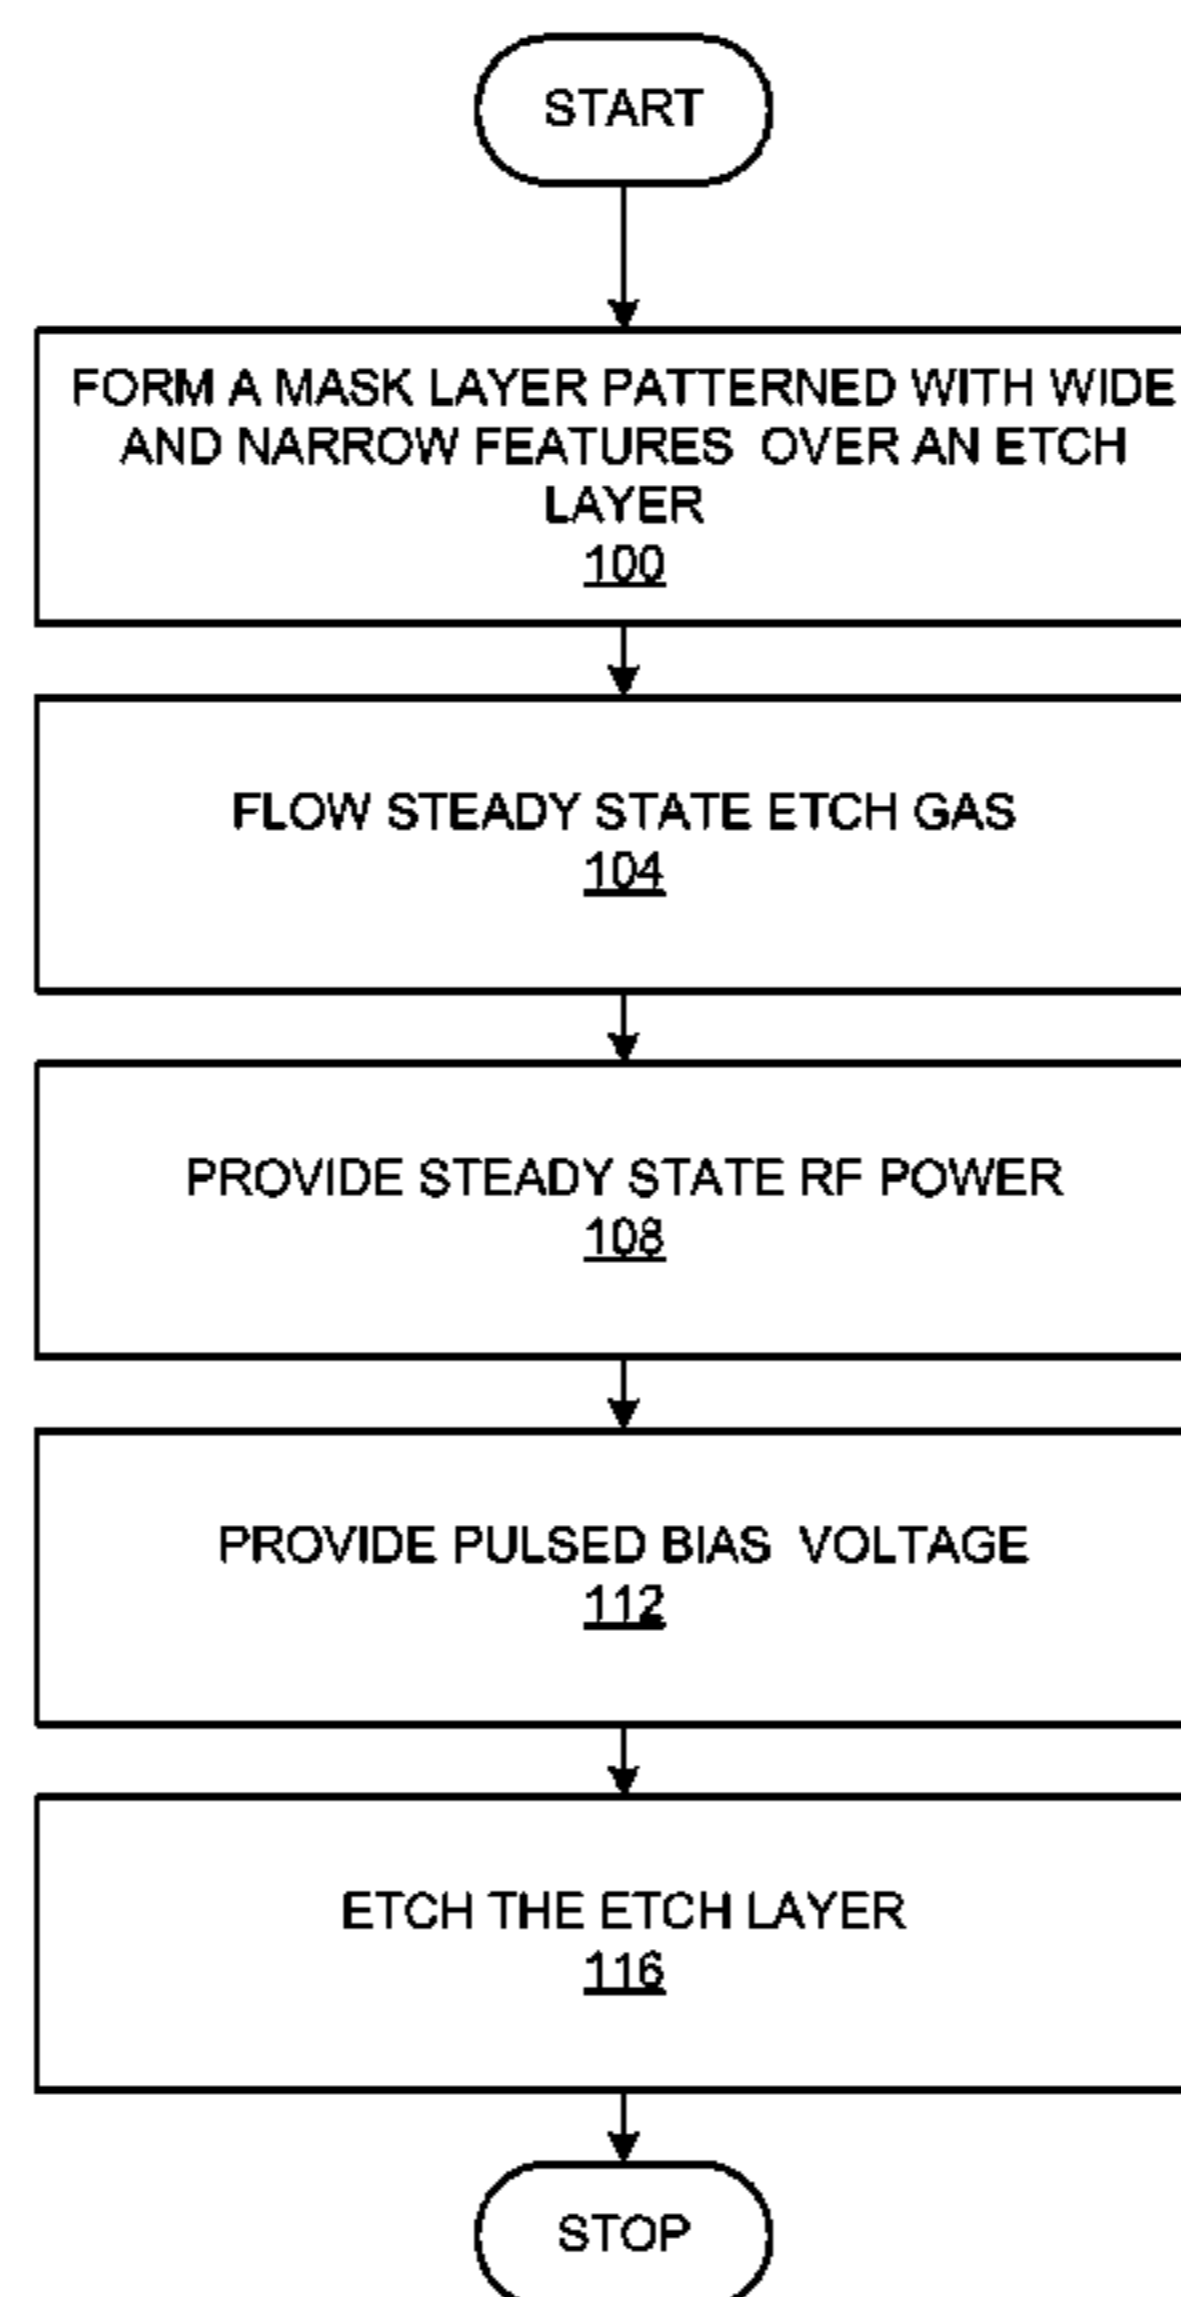 START
FORM A MASK LAYER PATTERNED WITH WIDE
AND NARROW FEATURES OVER AN ETCH
LAYER
100
FLOW STEADY STATE ETCH GAS
104
PROVIDE STEADY STATE RF POWER
108
PROVIDE PULSED BIAS VOLTAGE
112
ETCH THE ETCH LAYER
116
STOP